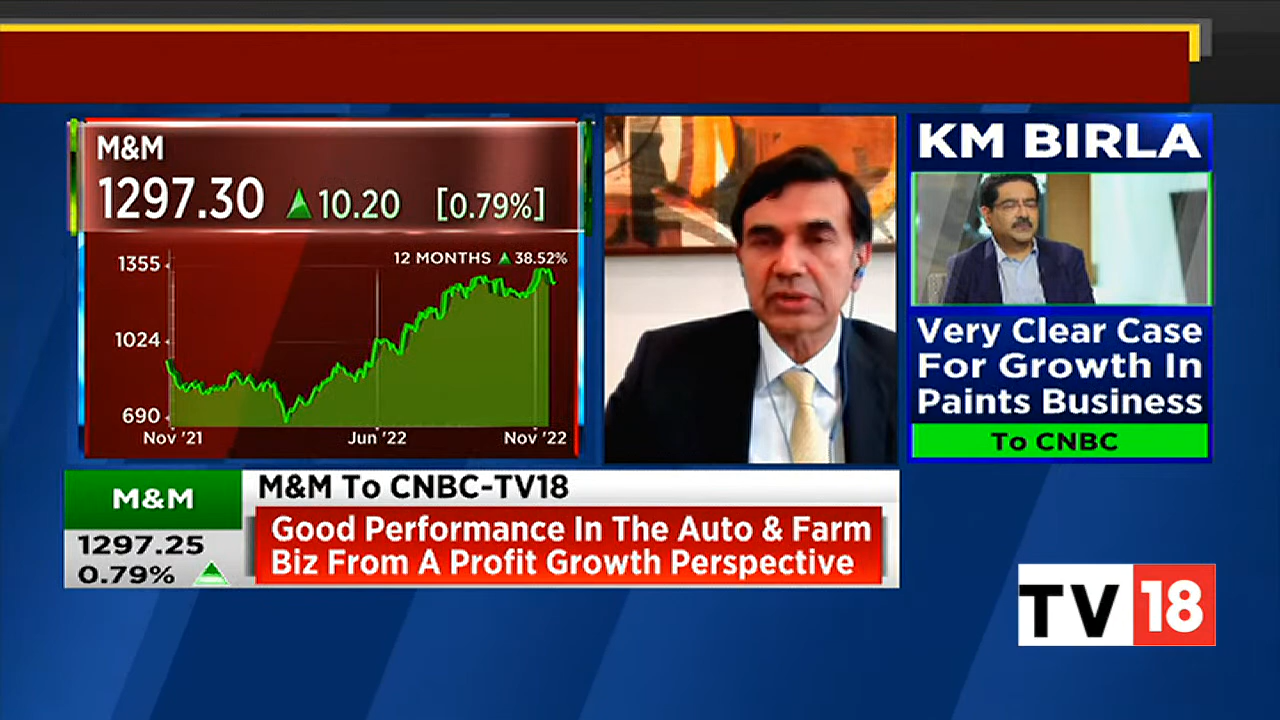 M&M
1297.30 ▲ 10.20 [0.79%]
12 MONTHS ▲ 38.52%
1355
1024
690
Nov '21 Jun '22 Nov '22
KM BIRLA
Very Clear Case
For Growth In
Paints Business
To CNBC
M&M
1297.25
0.79% ▲
M&M To CNBC-TV18
Good Performance In The Auto & Farm
Biz From A Profit Growth Perspective
TV18